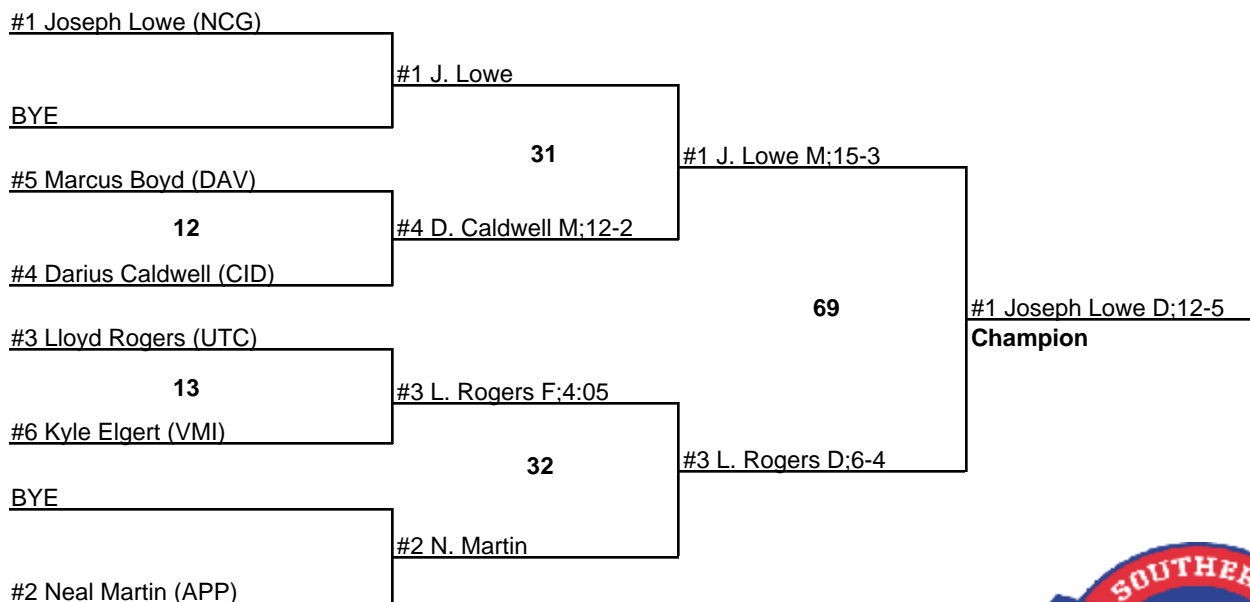 #1 Joseph Lowe (NCG)
#1 J. Lowe
BYE
31
#1 J. Lowe M;15-3
#5 Marcus Boyd (DAV)
12
#4 D. Caldwell M;12-2
#4 Darius Caldwell (CID)
69
#1 Joseph Lowe D;12-5
Champion
#3 Lloyd Rogers (UTC)
13
#3 L. Rogers F;4:05
#6 Kyle Elgert (VMI)
32
#3 L. Rogers D;6-4
BYE
#2 N. Martin
#2 Neal Martin (APP)
SOUTHER